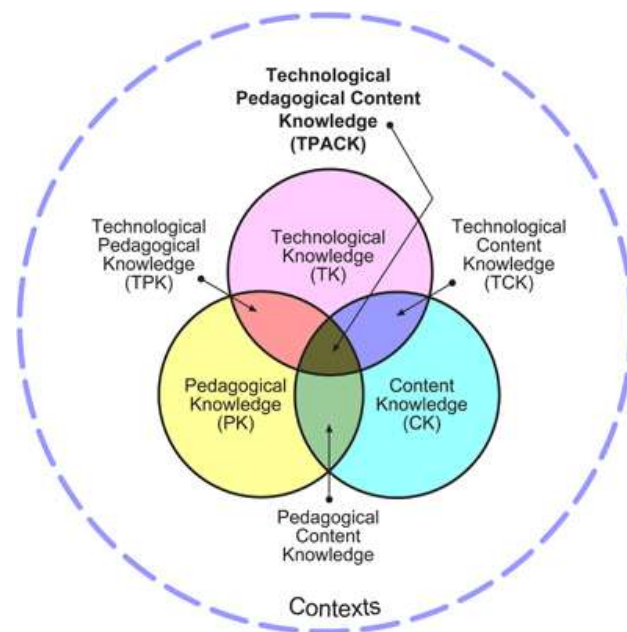 Technological
Pedagogical Content
Knowledge
(TPACK)
Technological
Pedagogical
Knowledge
(TPK)
Technological
Knowledge
(TK)
Technological
Content
Knowledge
(TCK)
Pedagogical
Knowledge
(PK)
Content
Knowledge
(CK)
Pedagogical
Content
Knowledge
Contexts